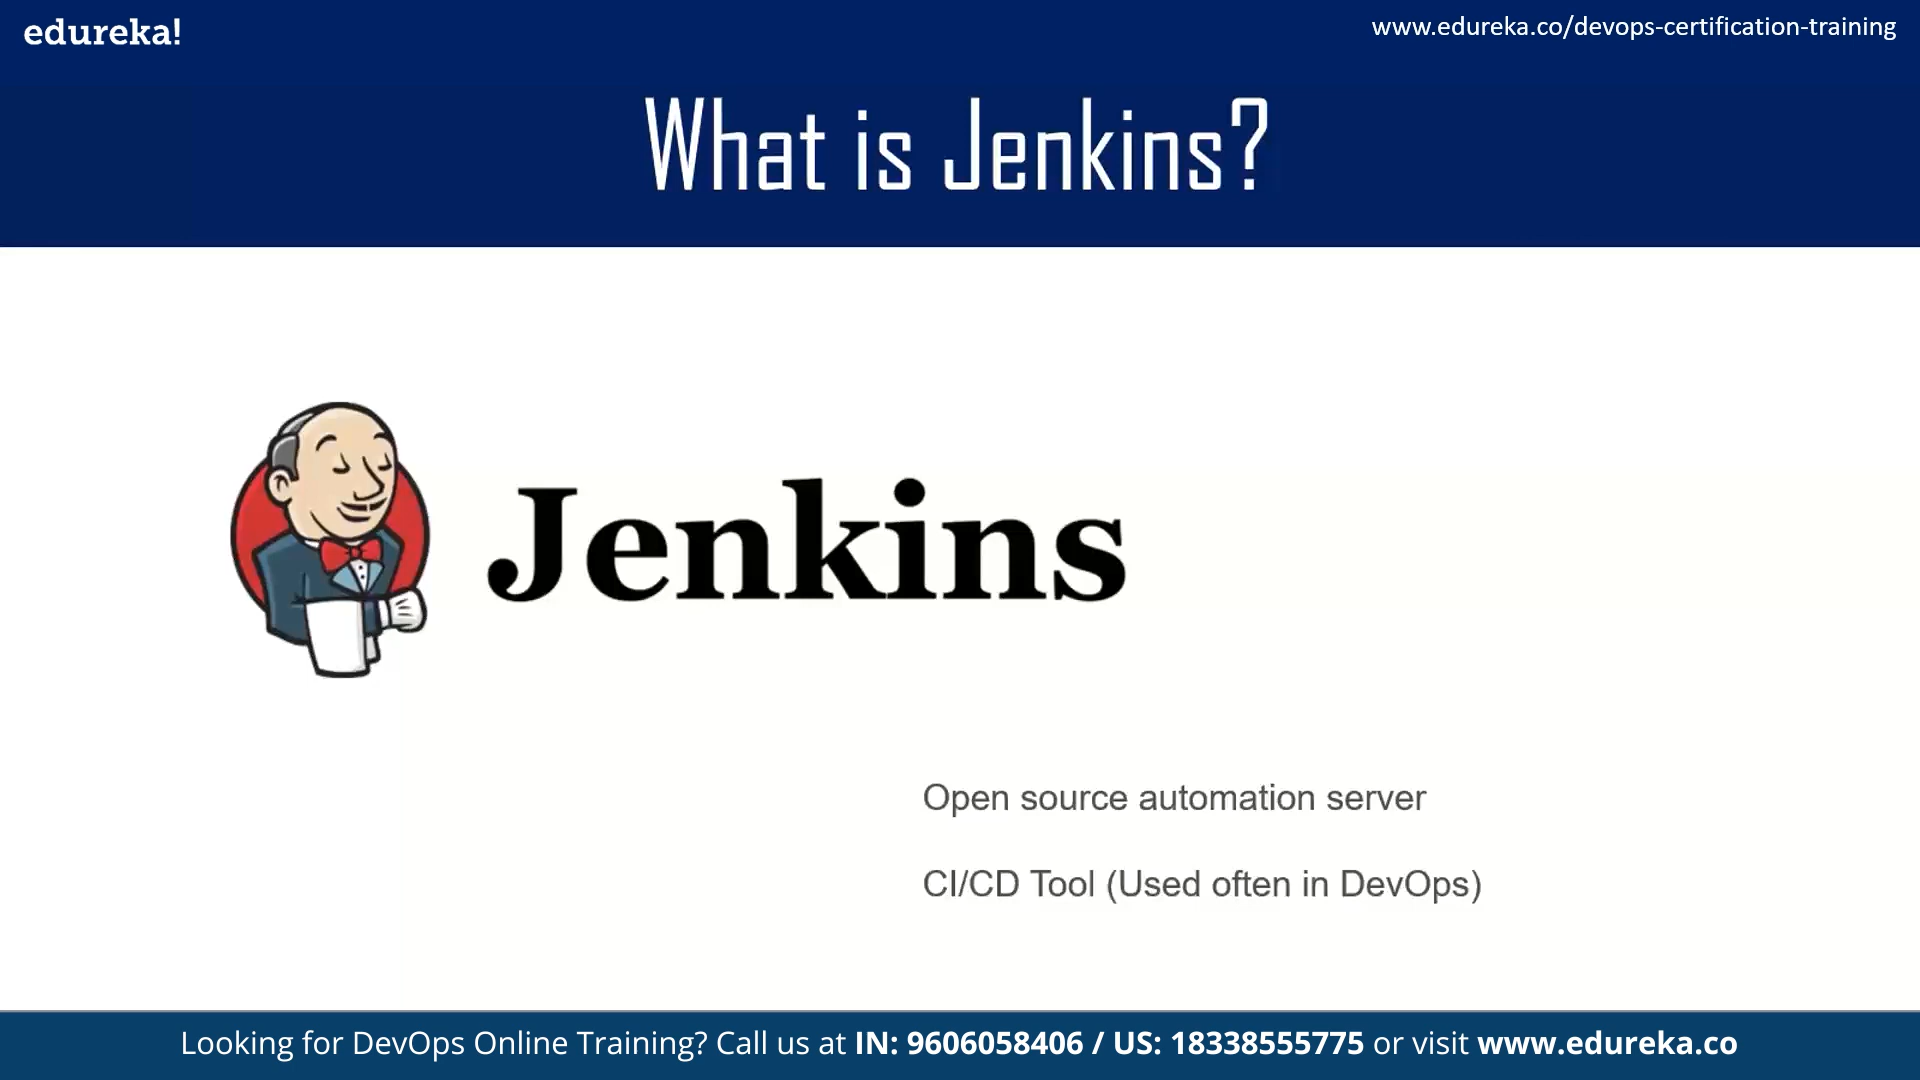 edureka!
www.edureka.co/devops-certification-training
What is Jenkins?
Jenkins
Open source automation server
CI/CD Tool (Used often in DevOps)
Looking for DevOps Online Training? Call us at IN: 9606058406 / US: 18338555775 or visit www.edureka.co